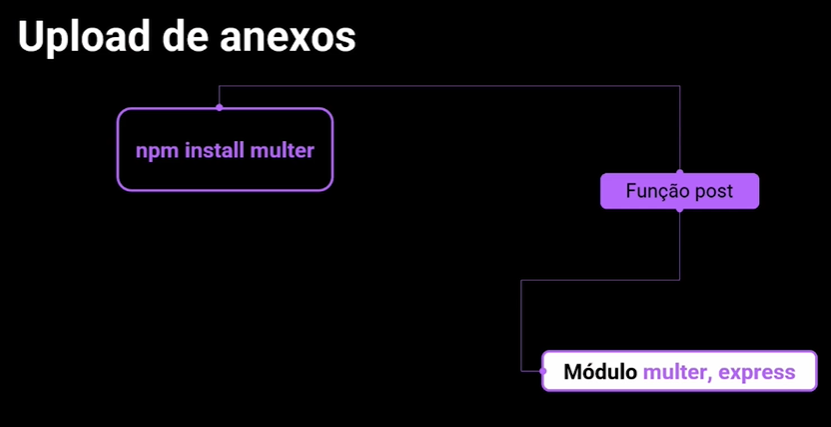 Upload de anexos
npm install multer
Função post
Módulo multer, express